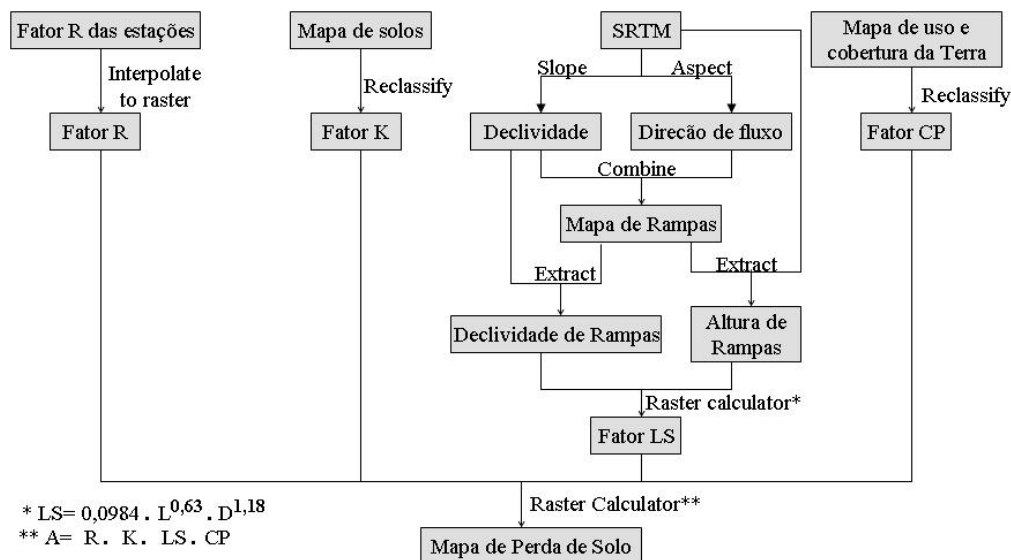 Fator R das estações
Mapa de solos
SRTM
Mapa de uso e
cobertura da Terra
Interpolate
to raster
Reclassify
Slope
Aspect
Reclassify
Fator R
Fator K
Declividade
Direcão de fluxo
Fator CP
Combine
Mapa de Rampas
Extract
Extract
Declividade de Rampas
Altura de
Rampas
Raster calculator*
Fator LS
* LS= 0,0984 . L^0,63 . D^1,18
** A= R. K. LS. CP
Raster Calculator**
Mapa de Perda de Solo